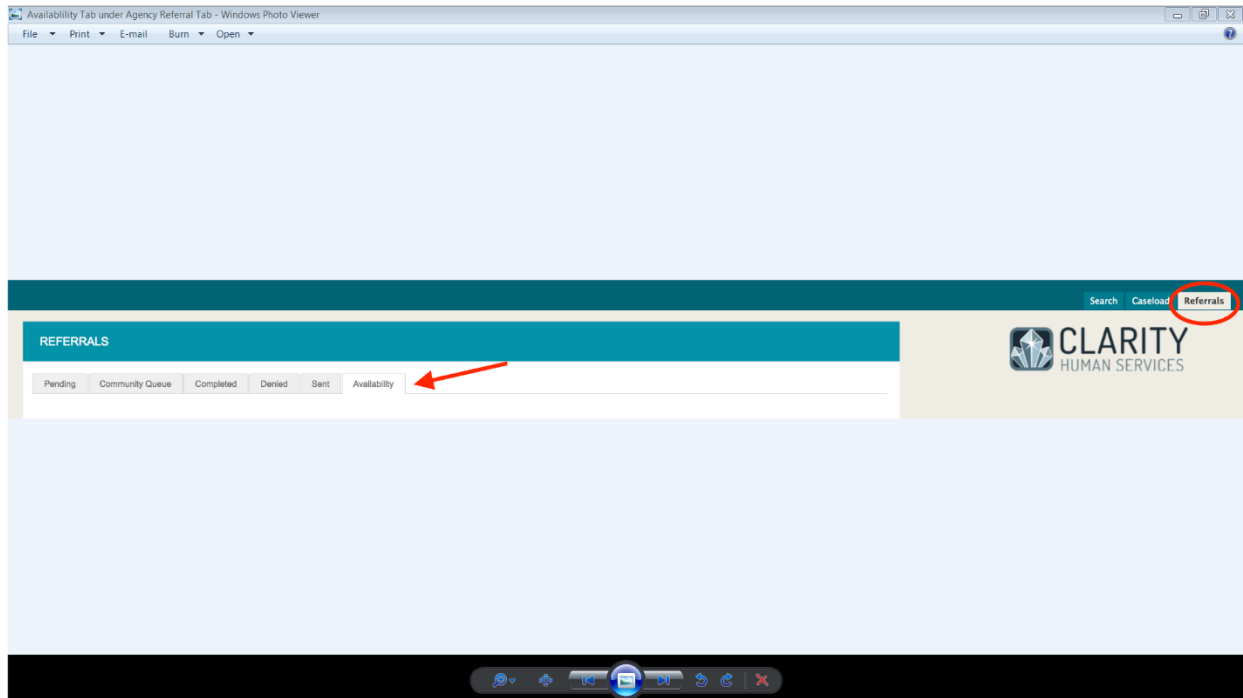 Availablility Tab under Agency Referral Tab - Windows Photo Viewer
File Print E-mail Burn Open
Search Caseload Referrals
REFERRALS
CLARITY
HUMAN SERVICES
Pending Community Queue Completed Denied Sent Availability